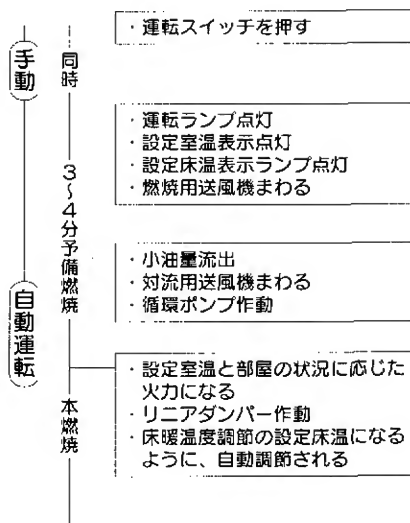 ・運転スイッチを押す
手動
同時
・運転ランプ点灯
・設定室温表示点灯
・設定床温表示ランプ点灯
・燃焼用送風機まわる
3～4分予備燃焼
・小油量流出
・対流用送風機まわる
・循環ポンプ作動
自動運転
・設定室温と部屋の状況に応じた
火力になる
・リニアダンパー作動
・床暖温度調節の設定床温になる
ように、自動調節される
本燃焼